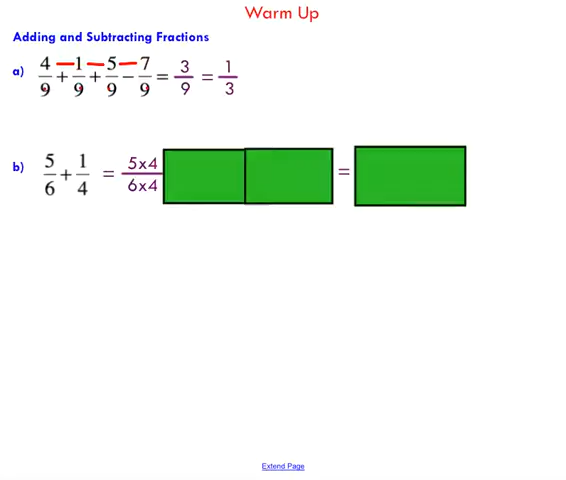 Warm Up
Adding and Subtracting Fractions
a) 4/9 + 1/9 + 5/9 − 7/9 = 3/9 = 1/3
b) 5/6 + 1/4 = 5x4/6x4 =
Extend Page